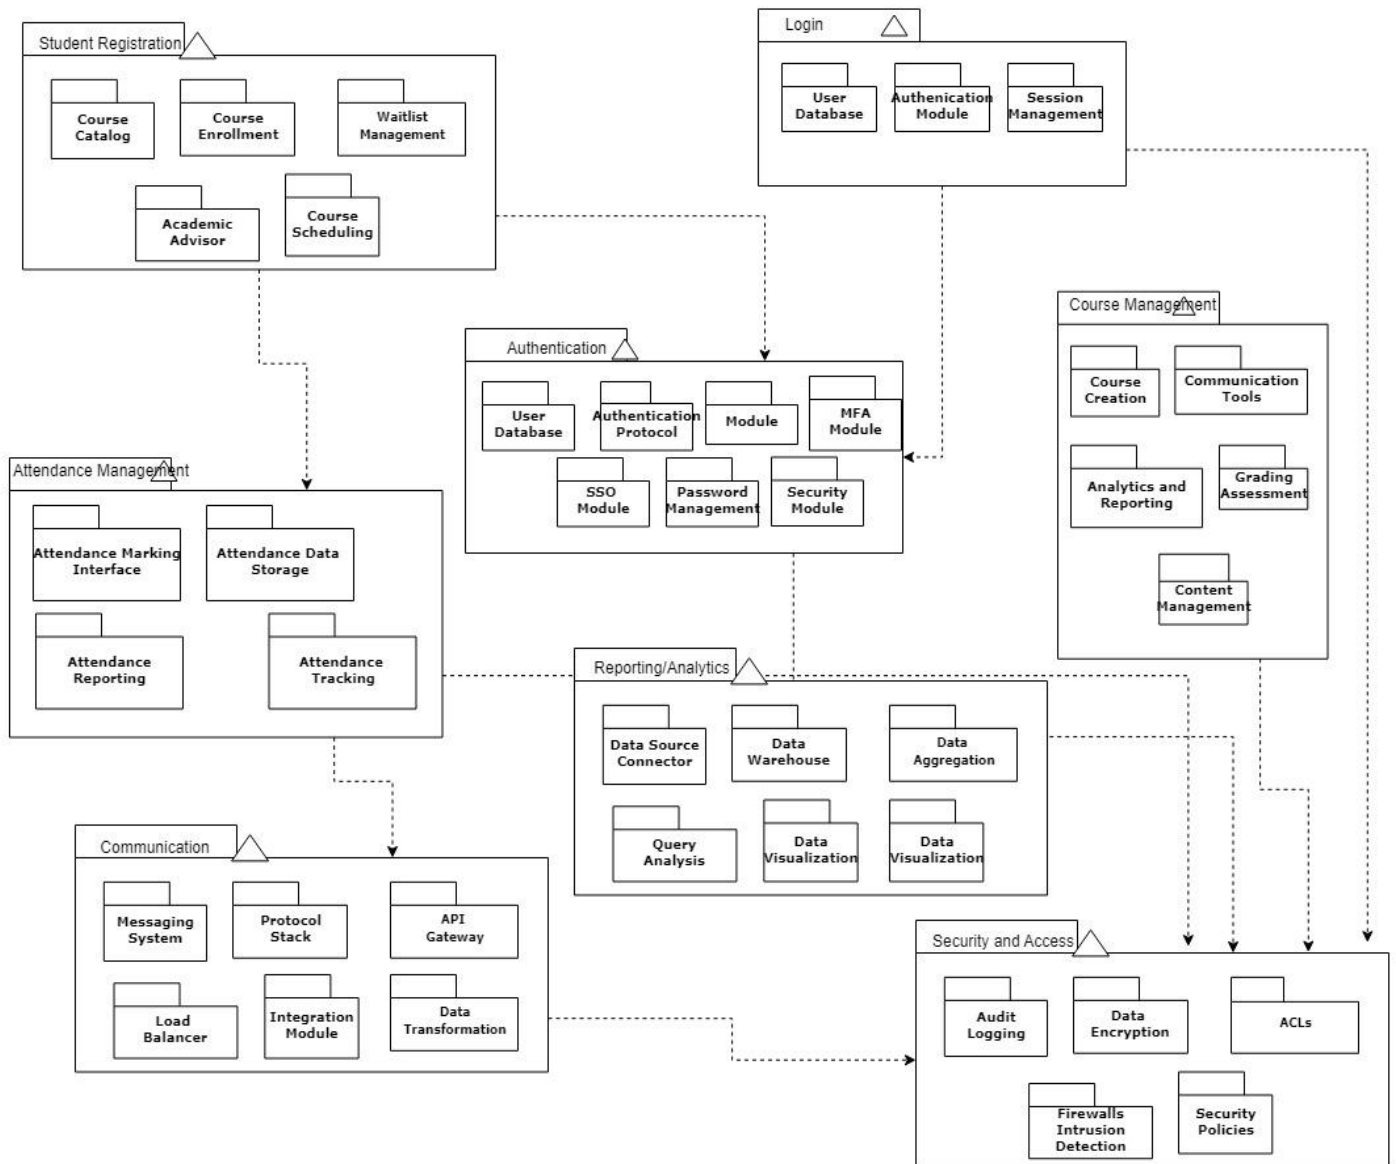 Student Registration
Course
Catalog
Course
Enrollment
Waitlist
Management
Academic
Advisor
Course
Scheduling
Login
User
Database
Authenication
Module
Session
Management
Authentication
User
Database
Authentication
Protocol
Module
MFA
Module
SSO
Module
Password
Management
Security
Module
Course Management
Course
Creation
Communication
Tools
Analytics and
Reporting
Grading
Assessment
Content
Management
Attendance Management
Attendance Marking
Interface
Attendance Data
Storage
Attendance
Reporting
Attendance
Tracking
Reporting/Analytics
Data Source
Connector
Data
Warehouse
Data
Aggregation
Query
Analysis
Data
Visualization
Data
Visualization
Communication
Messaging
System
Protocol
Stack
API
Gateway
Load
Balancer
Integration
Module
Data
Transformation
Security and Access
Audit
Logging
Data
Encryption
ACLs
Firewalls
Intrusion
Detection
Security
Policies